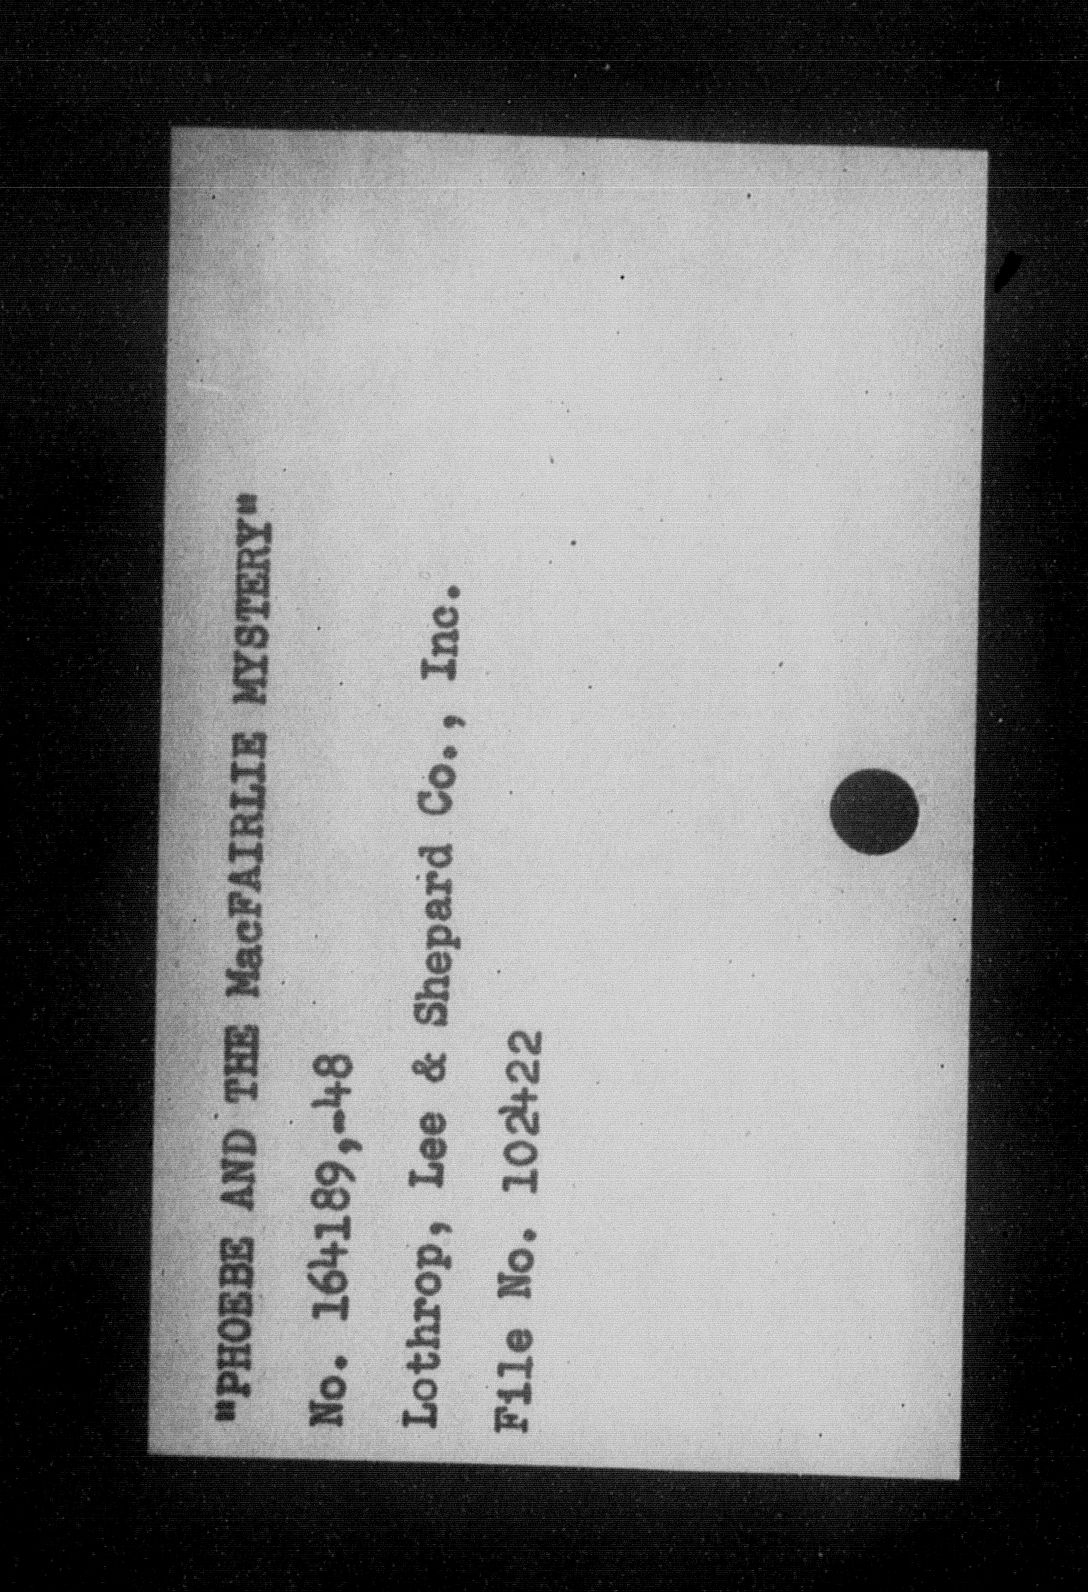 "PHOEBE AND THE MacFAIRLIE MYSTERY"
No. 164189,-48
Lothrop, Lee & Shepard Co., Inc.
File No. 102422